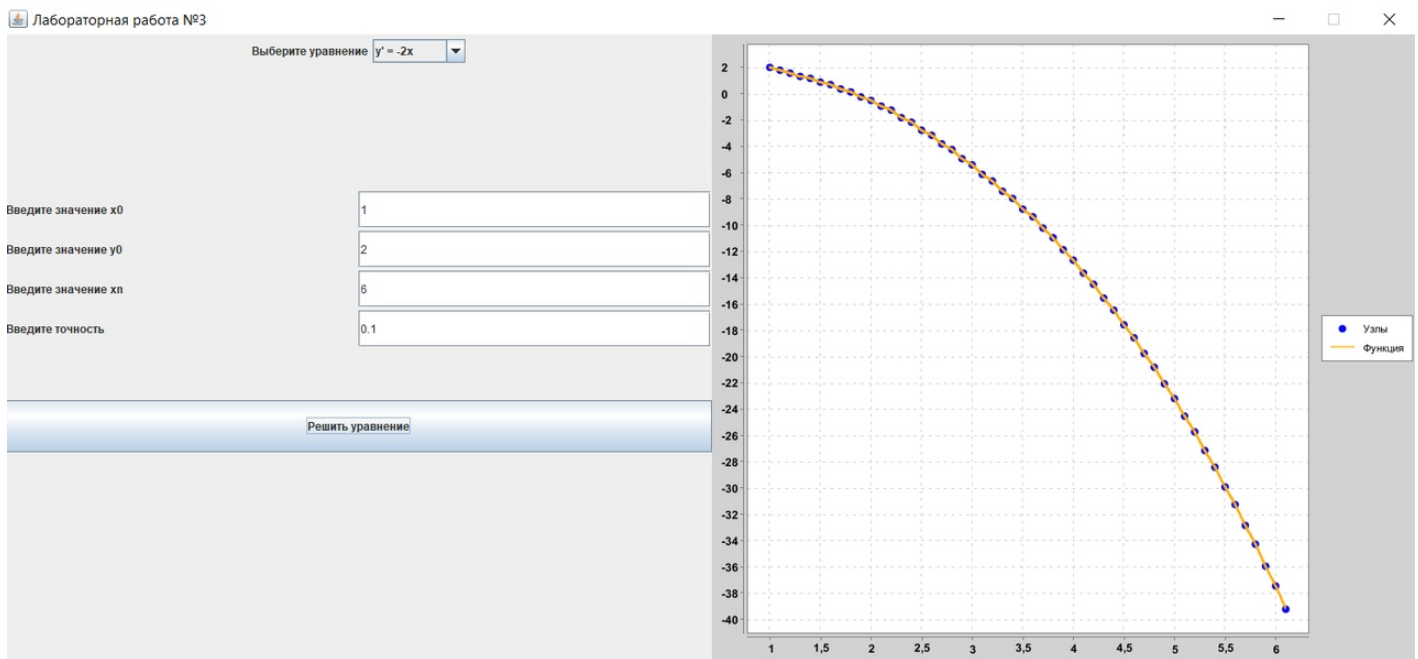 Лабораторная работа №3
Выберите уравнение y' = -2x
Введите значение x0 1
Введите значение y0 2
Введите значение xn 6
Введите точность 0.1
Решить уравнение
2
0
-2
-4
-6
-8
-10
-12
-14
-16
-18
-20
-22
-24
-26
-28
-30
-32
-34
-36
-38
-40
1 1,5 2 2,5 3 3,5 4 4,5 5 5,5 6
Узлы
Функция